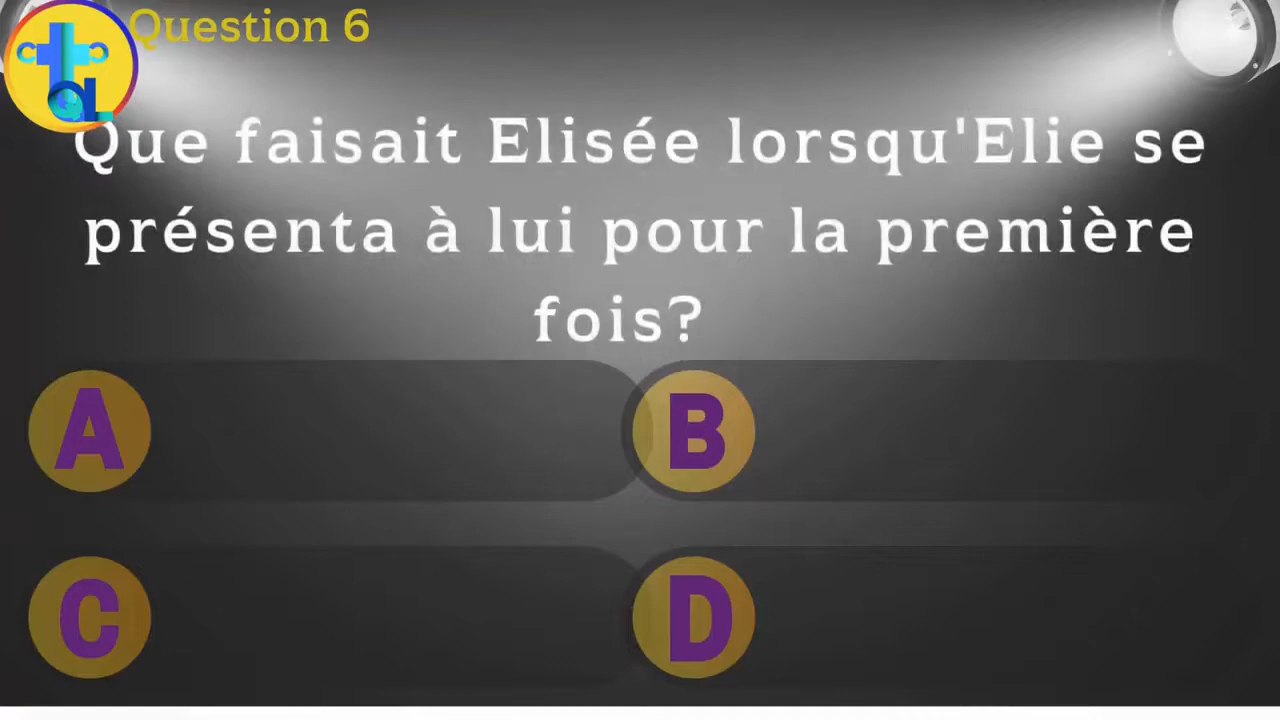 Question 6
Que faisait Elisée lorsqu'Elie se
présenta à lui pour la première
fois?
A
B
C
D